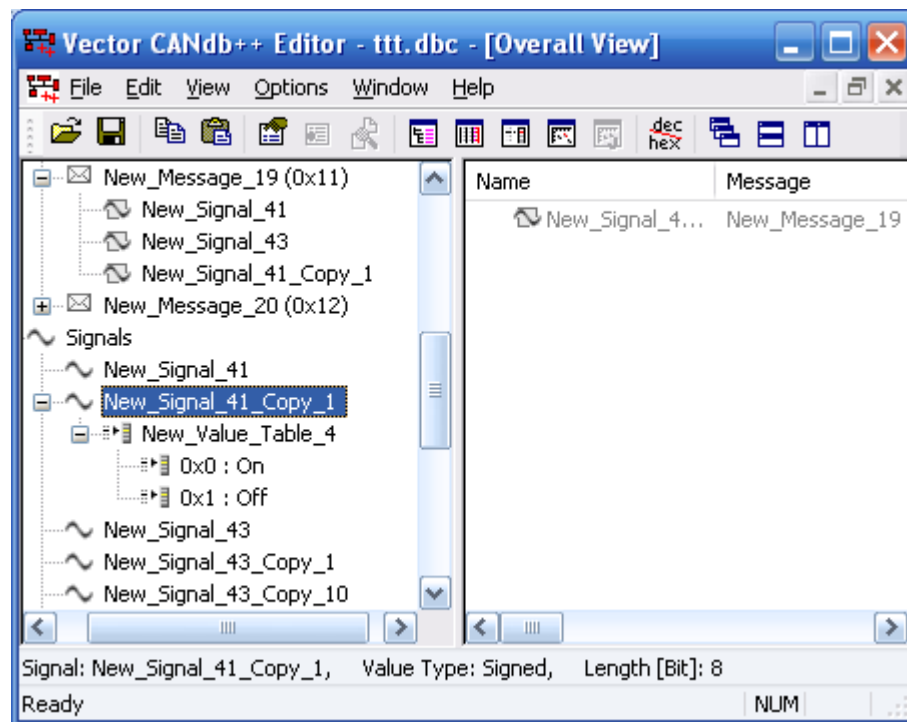 Vector CANdb++ Editor - ttt.dbc - [Overall View]
File Edit View Options Window Help
dec
hex
New_Message_19 (0x11)
New_Signal_41
New_Signal_43
New_Signal_41_Copy_1
New_Message_20 (0x12)
Signals
New_Signal_41
New_Signal_41_Copy_1
New_Value_Table_4
0x0 : On
0x1 : Off
New_Signal_43
New_Signal_43_Copy_1
New_Signal_43_Copy_10
Name Message
New_Signal_4... New_Message_19
Signal: New_Signal_41_Copy_1, Value Type: Signed, Length [Bit]: 8
Ready NUM